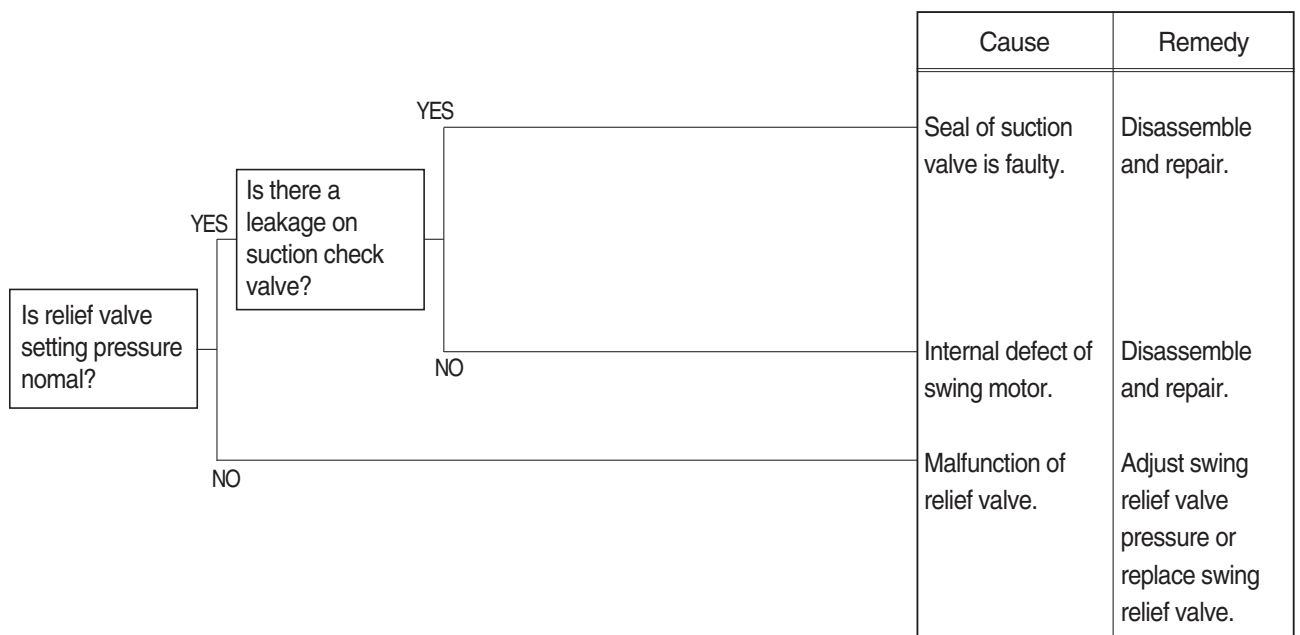 Cause
Remedy
YES
Seal of suction
valve is faulty.
Disassemble
and repair.
Is there a
leakage on
suction check
valve?
YES
Is relief valve
setting pressure
nomal?
NO
Internal defect of
swing motor.
Disassemble
and repair.
NO
Malfunction of
relief valve.
Adjust swing
relief valve
pressure or
replace swing
relief valve.